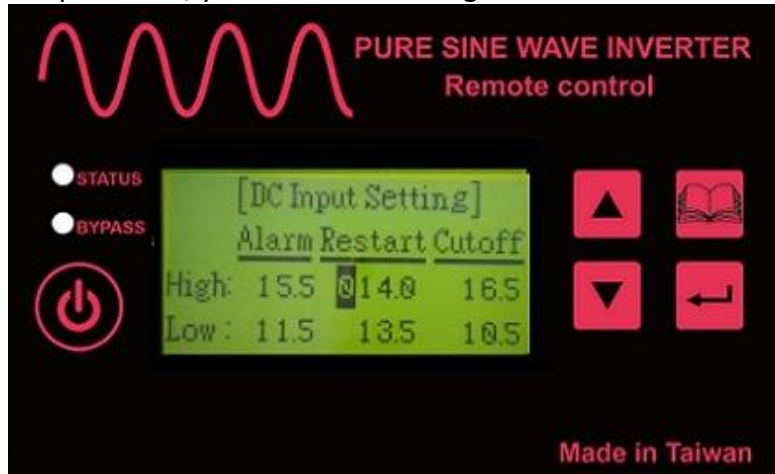 PURE SINE WAVE INVERTER
Remote control
STATUS
BYPASS
[DC Input Setting]
Alarm Restart Cutoff
High: 15.5 014.0 16.5
Low : 11.5 13.5 10.5
Made in Taiwan